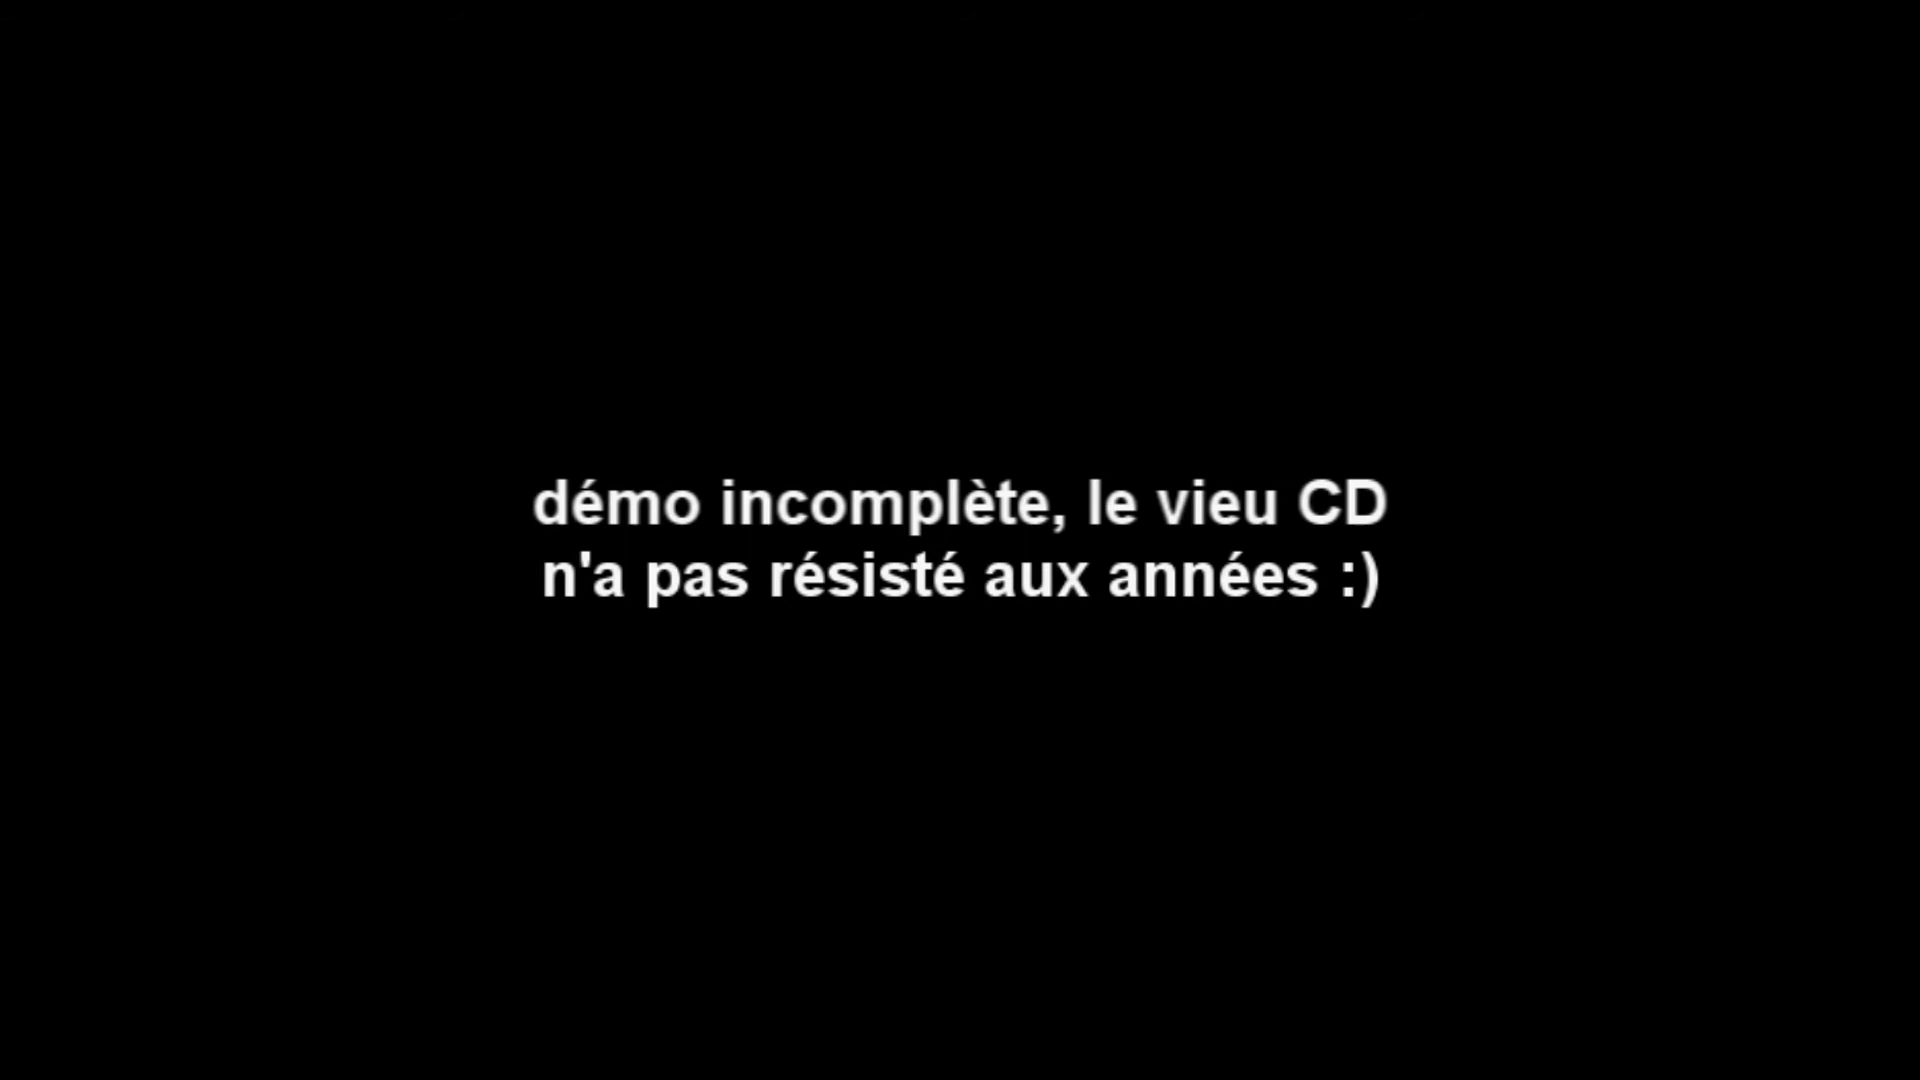 démo incomplète, le vieu CD
n'a pas résisté aux années :)